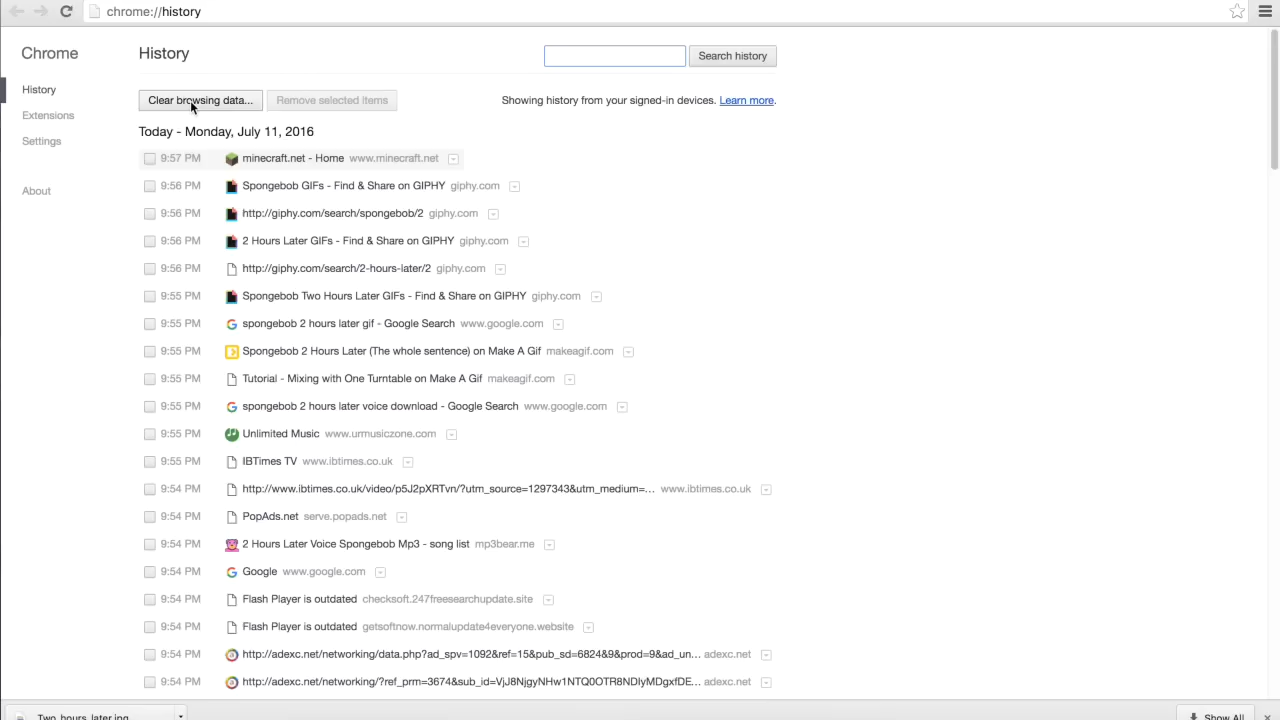 chrome://history
Chrome
History
Extensions
Settings
About
History
Search history
Clear browsing data...
Remove selected items
Showing history from your signed-in devices. Learn more.
Today - Monday, July 11, 2016
9:57 PM minecraft.net - Home www.minecraft.net
9:56 PM Spongebob GIFs - Find & Share on GIPHY giphy.com
9:56 PM http://giphy.com/search/spongebob/2 giphy.com
9:56 PM 2 Hours Later GIFs - Find & Share on GIPHY giphy.com
9:56 PM http://giphy.com/search/2-hours-later/2 giphy.com
9:55 PM Spongebob Two Hours Later GIFs - Find & Share on GIPHY giphy.com
9:55 PM spongebob 2 hours later gif - Google Search www.google.com
9:55 PM Spongebob 2 Hours Later (The whole sentence) on Make A Gif makeagif.com
9:55 PM Tutorial - Mixing with One Turntable on Make A Gif makeagif.com
9:55 PM spongebob 2 hours later voice download - Google Search www.google.com
9:55 PM Unlimited Music www.urmusiczone.com
9:55 PM IBTimes TV www.ibtimes.co.uk
9:54 PM http://www.ibtimes.co.uk/video/p5J2pXRTvn/?utm_source=1297343&utm_medium=... www.ibtimes.co.uk
9:54 PM PopAds.net serve.popads.net
9:54 PM 2 Hours Later Voice Spongebob Mp3 - song list mp3bear.me
9:54 PM Google www.google.com
9:54 PM Flash Player is outdated checksoft.247freesearchupdate.site
9:54 PM Flash Player is outdated getsoftnow.normalupdate4everyone.website
9:54 PM http://adexc.net/networking/data.php?ad_spv=1092&ref=15&pub_sd=6824&9&prod=9&ad_un... adexc.net
9:54 PM http://adexc.net/networking/?ref_prm=3674&sub_id=VjJ8NjgyNHw1NTQ0OTR8NDIyMDgxfDE... adexc.net
Two_hours_later.jpg
Show All